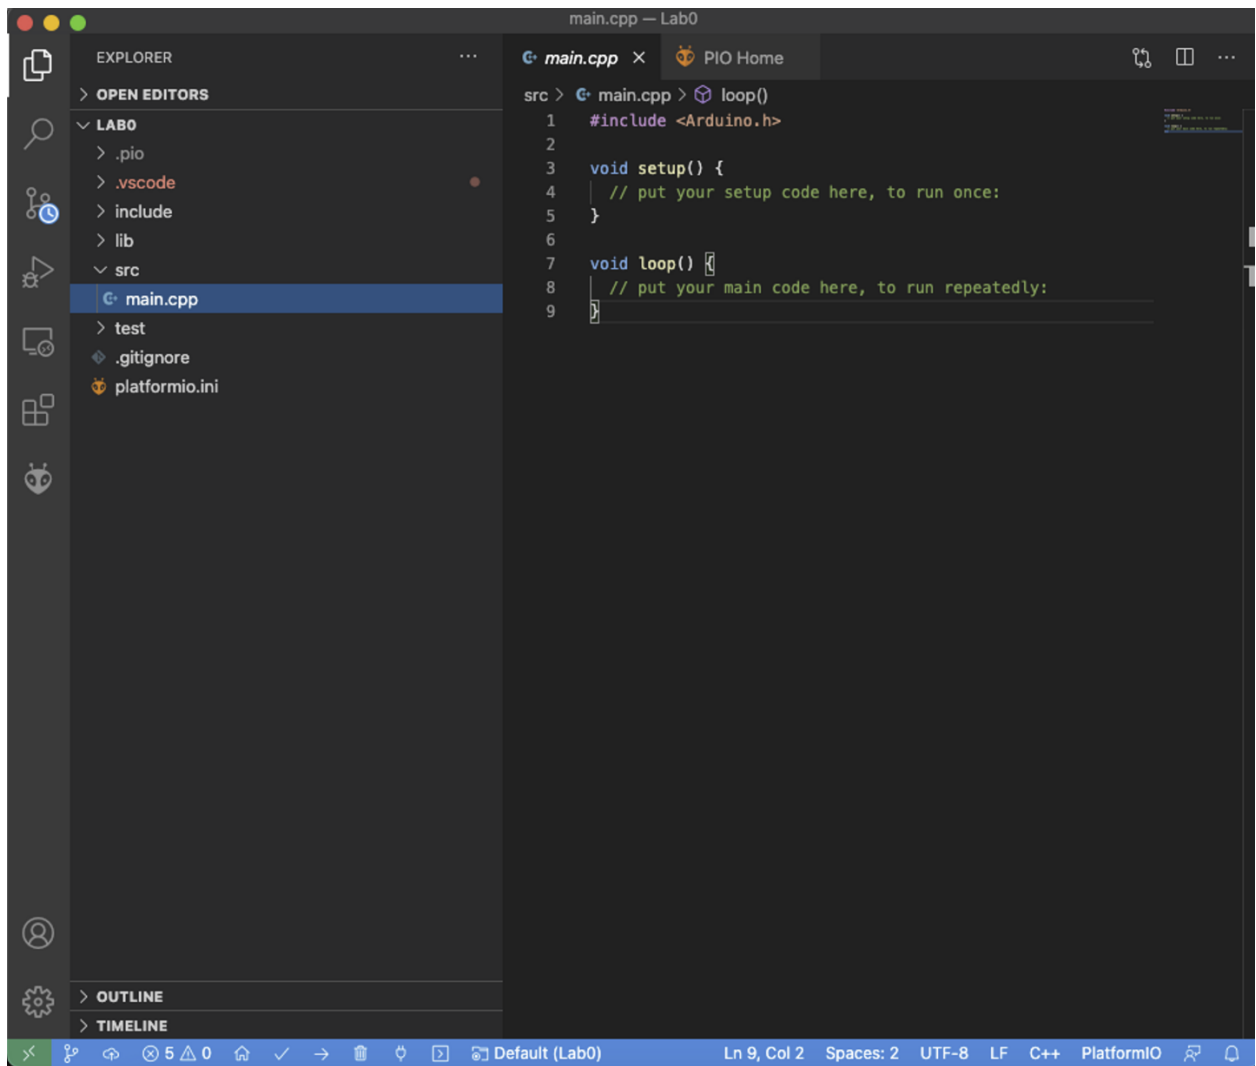 main.cpp — Lab0
EXPLORER
OPEN EDITORS
LAB0
.pio
.vscode
include
lib
src
main.cpp
test
.gitignore
platformio.ini
OUTLINE
TIMELINE
main.cpp
PIO Home
src > main.cpp > loop()
1 #include <Arduino.h>
2
3 void setup() {
4 // put your setup code here, to run once:
5 }
6
7 void loop() {
8 // put your main code here, to run repeatedly:
9 }
5 0 Default (Lab0) Ln 9, Col 2 Spaces: 2 UTF-8 LF C++ PlatformIO